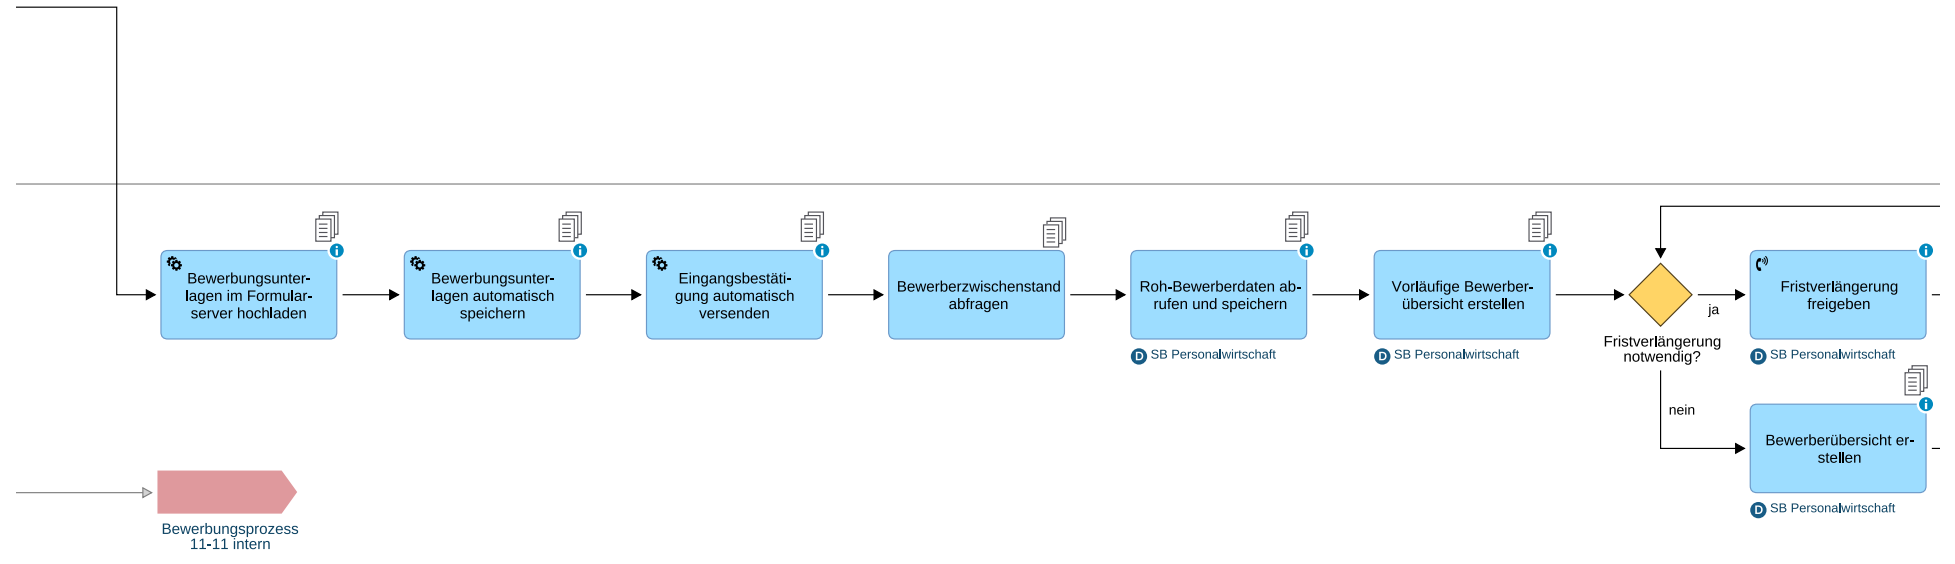 Bewerbungsunter-
lagen im Formular-
server hochladen
Bewerbungsunter-
lagen automatisch
speichern
Eingangsbestäti-
gung automatisch
versenden
Bewerberzwischenstand
abfragen
Roh-Bewerberdaten ab-
rufen und speichern
D SB Personalwirtschaft
Vorläufige Bewerber-
übersicht erstellen
D SB Personalwirtschaft
Fristverlängerung
notwendig?
ja
nein
Fristverlängerung
freigeben
D SB Personalwirtschaft
Bewerberübersicht er-
stellen
D SB Personalwirtschaft
Bewerbungsprozess
11-11 intern